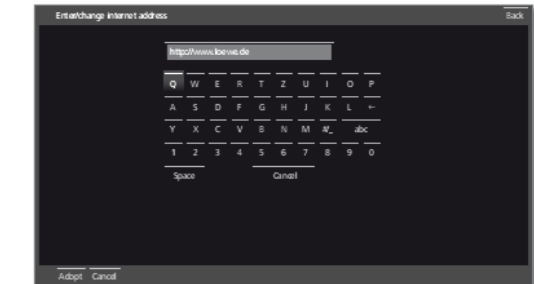 Enter/change internet address Back
http://www.loewe.de
Q W E R T Z U I O P
A S D F G H J K L ←
Y X C V B N M #/_ abc
1 2 3 4 5 6 7 8 9 0
Space Cancel
Adopt Cancel